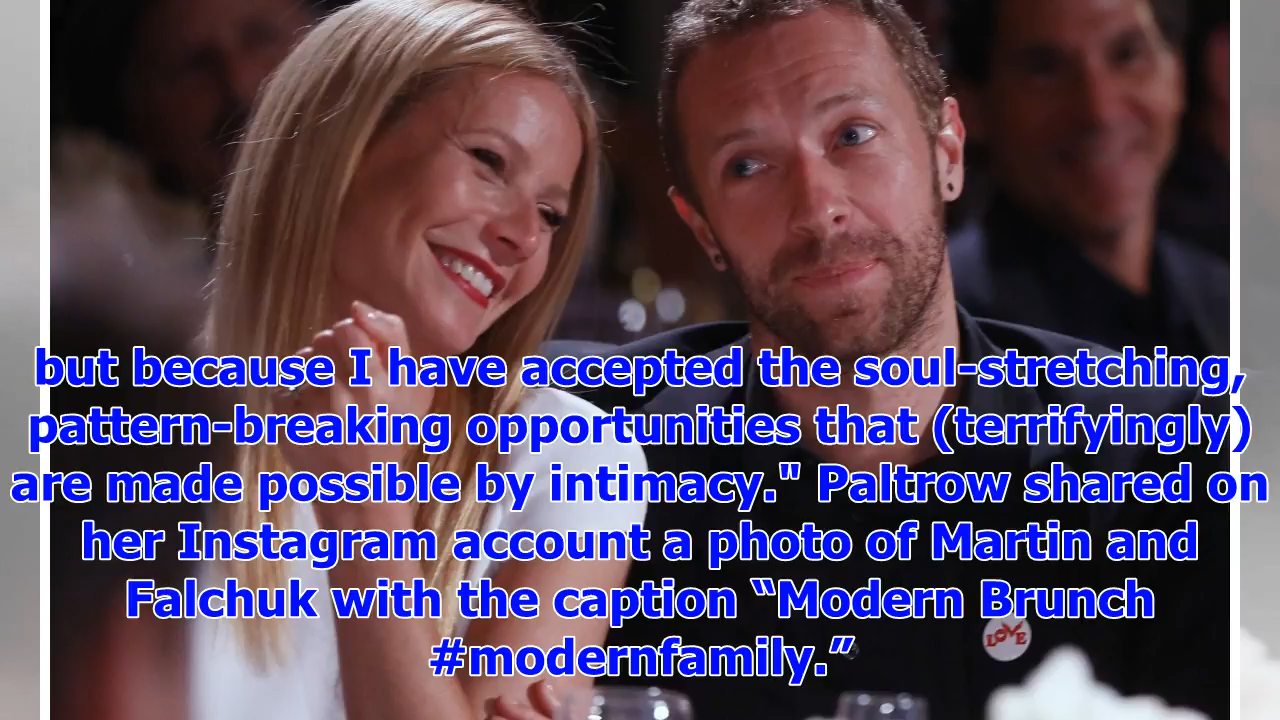 but because I have accepted the soul-stretching,
pattern-breaking opportunities that (terrifyingly)
are made possible by intimacy." Paltrow shared on
her Instagram account a photo of Martin and
Falchuk with the caption “Modern Brunch
#modernfamily.”
LOVE